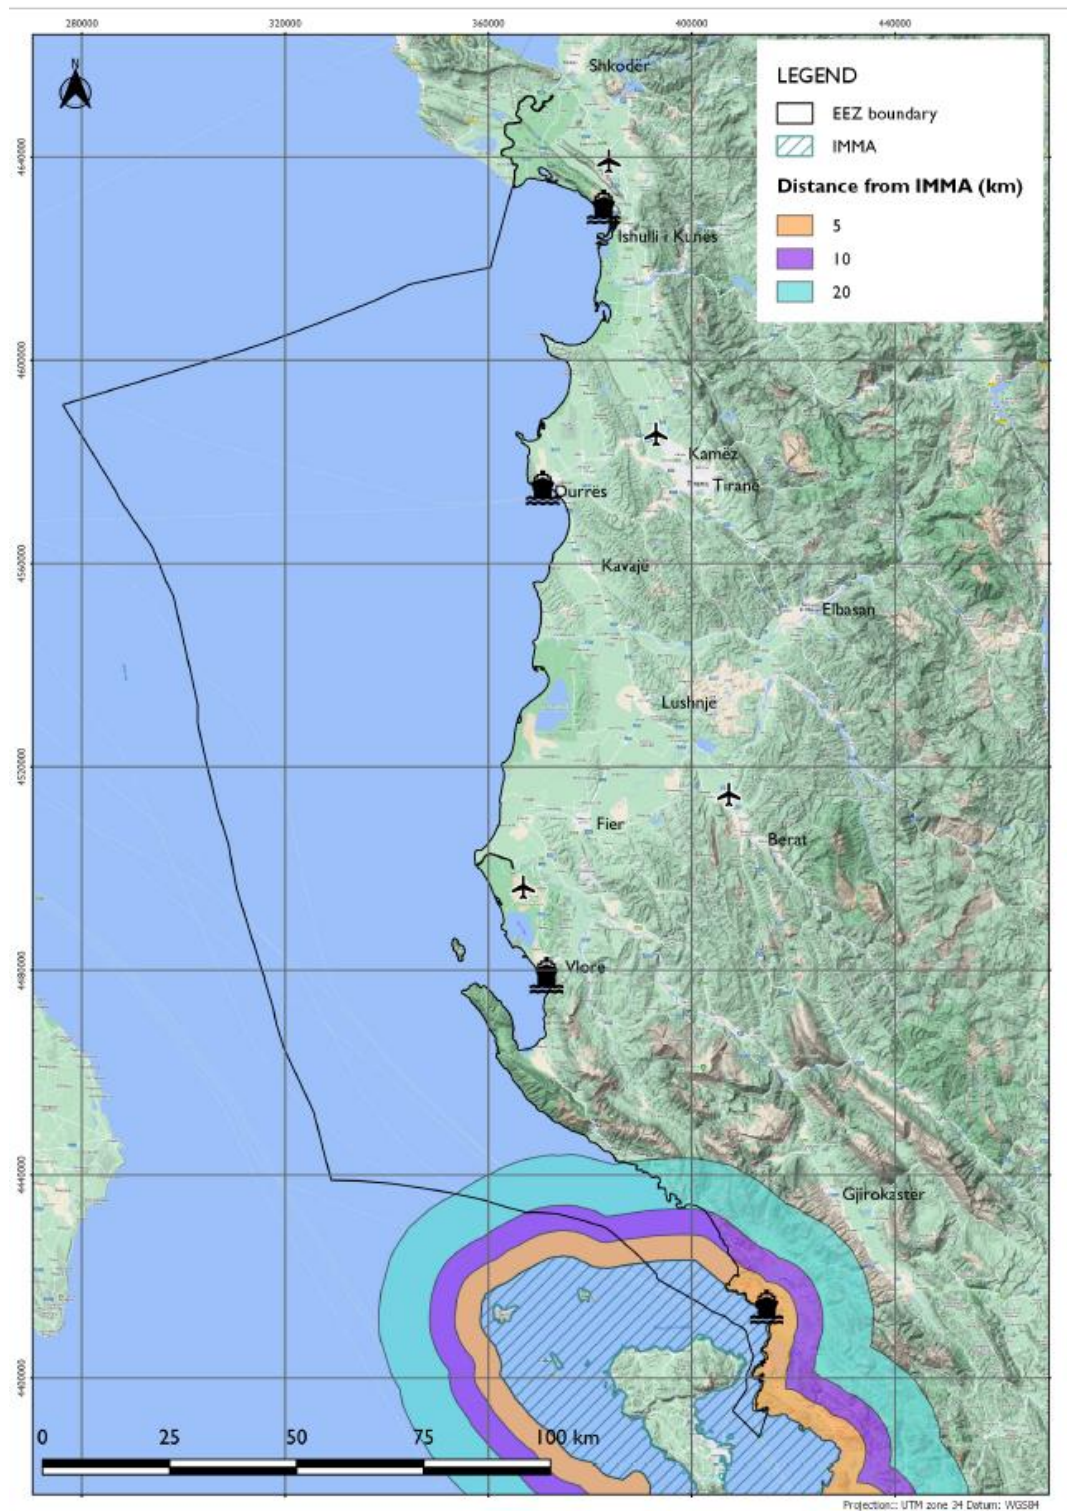 280000
320000
360000
400000
440000
N
LEGEND
EEZ boundary
IMMA
Distance from IMMA (km)
5
10
20
Shkodër
4640000
Ishulli i Kunës
4600000
Kamëz
Tiranë
Durrës
4560000
Kavajë
Elbasan
Lushnjë
4520000
Fier
Berat
4480000
Vlorë
4440000
Gjirokastër
4400000
0 25 50 75 100 km
Projection:: UTM zone 34 Datum: WGS84